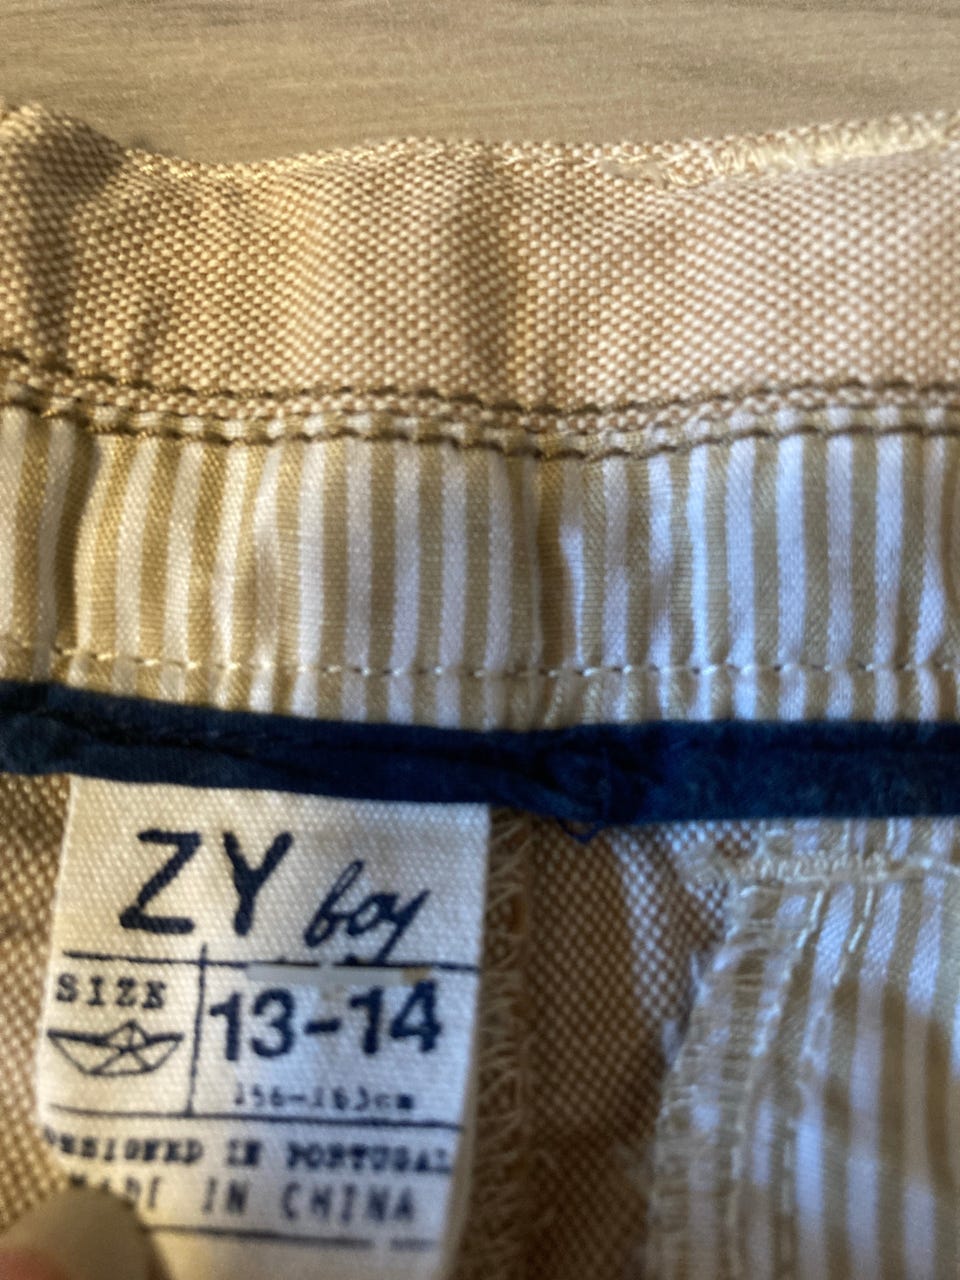 ZY boy
SIZE 13-14
156-163cm
DESIGNED IN PORTUGAL
MADE IN CHINA